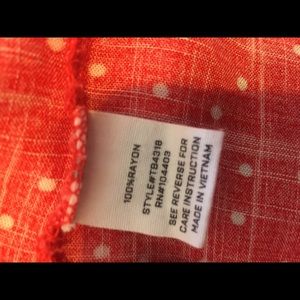 100%RAYON
STYLE#TB4318
RN#104403
SEE REVERSE FOR
CARE INSTRUCTION
MADE IN VIETNAM